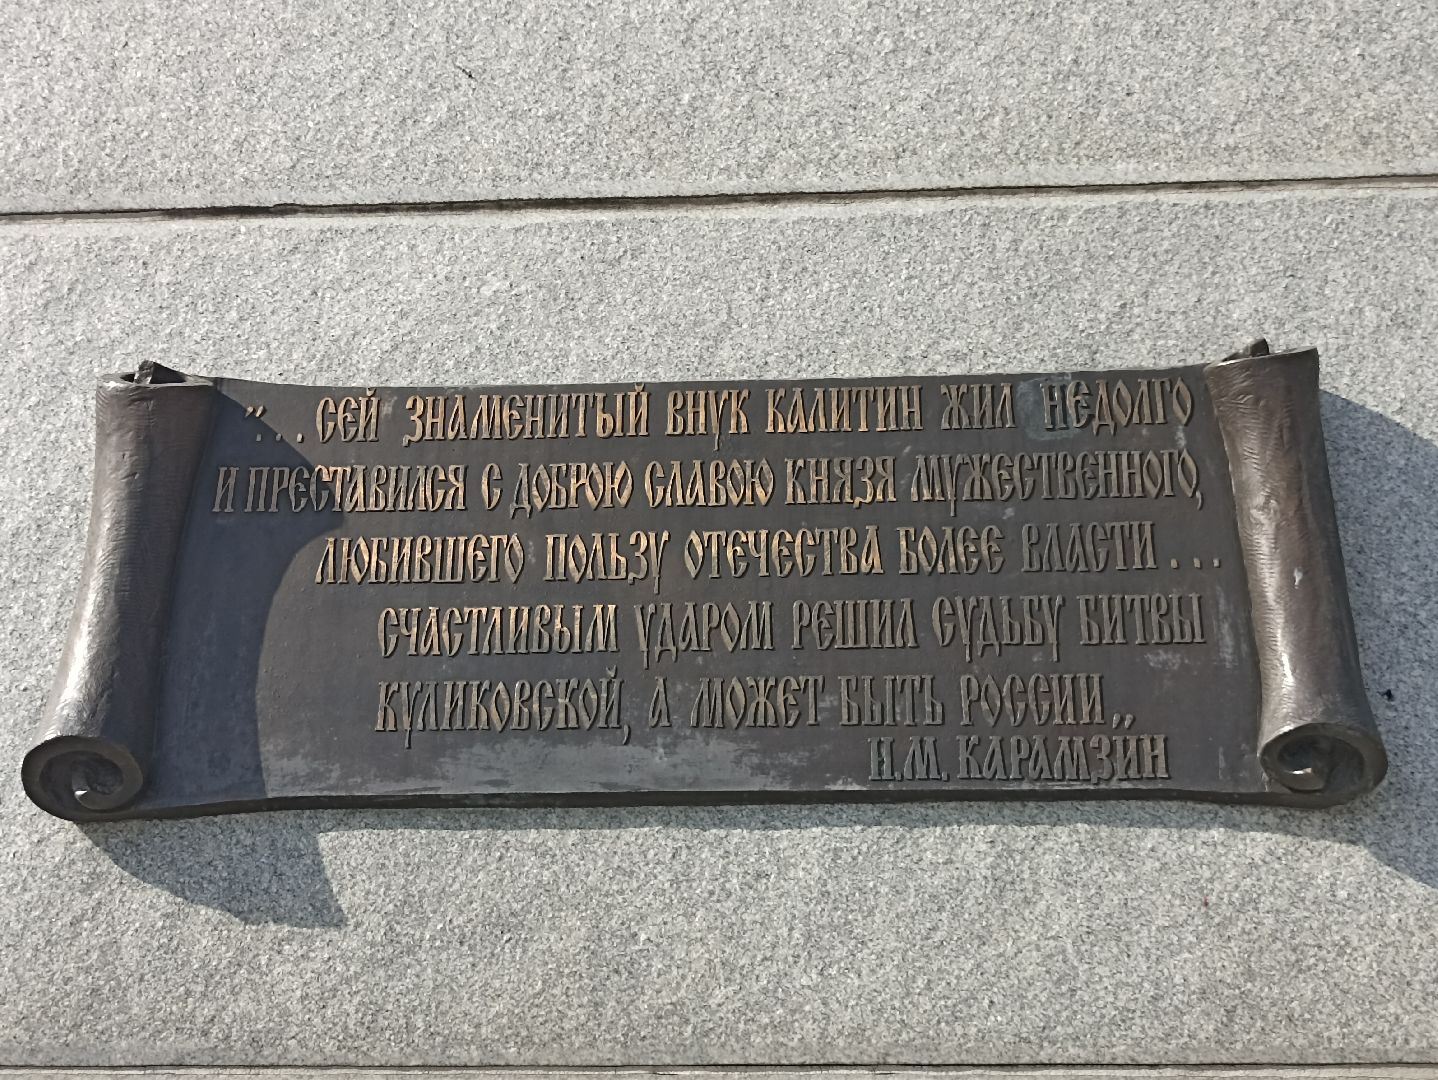 "... СЕЙ ЗНАМЕНИТЫЙ ВНУК КАЛИТИН ЖИЛ НЕДОЛГО
И ПРЕСТАВИЛСЯ С ДОБРОЮ СЛАВОЮ КНЯЗЯ МУЖЕСТВЕННОГО,
ЛЮБИВШЕГО ПОЛЬЗУ ОТЕЧЕСТВА БОЛЕЕ ВЛАСТИ...
СЧАСТЛИВЫМ УДАРОМ РЕШИЛ СУДЬБУ БИТВЫ
КУЛИКОВСКОЙ, А МОЖЕТ БЫТЬ РОССИИ„
Н.М. КАРАМЗИН